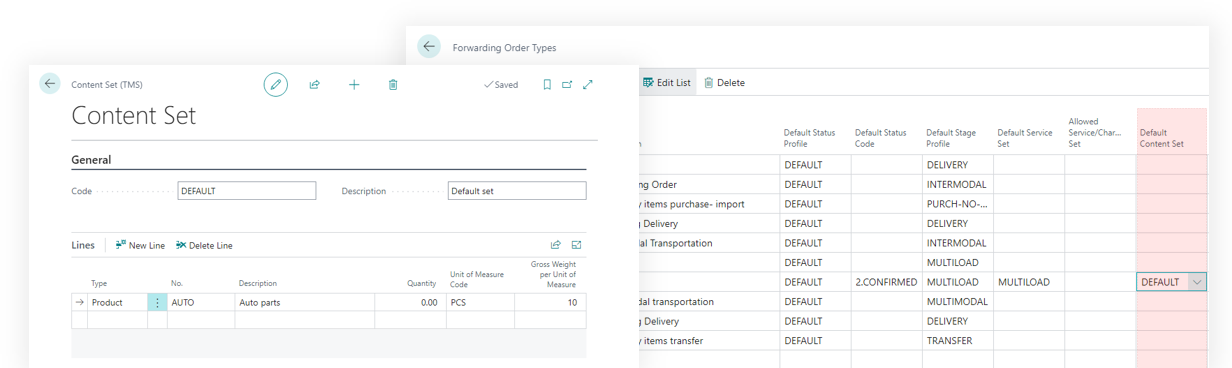 Forwarding Order Types
Edit List
Delete
Content Set (TMS)
Saved
Content Set
General
Code
DEFAULT
Description
Default set
Lines
New Line
Delete Line
Type
No.
Description
Quantity
Unit of Measure
Code
Gross Weight
per Unit of
Measure
Product
AUTO
Auto parts
0.00
PCS
10
n
Default Status
Profile
Default Status
Code
Default Stage
Profile
Default Service
Set
Allowed
Service/Char...
Set
Default
Content Set
DEFAULT DELIVERY
ng Order DEFAULT INTERMODAL
y items purchase- import DEFAULT PURCH-NO-...
g Delivery DEFAULT DELIVERY
dal Transportation DEFAULT INTERMODAL
DEFAULT MULTILOAD
DEFAULT 2.CONFIRMED MULTILOAD MULTILOAD DEFAULT
dal transportation DEFAULT MULTIMODAL
ng Delivery DEFAULT DELIVERY
y items transfer DEFAULT TRANSFER